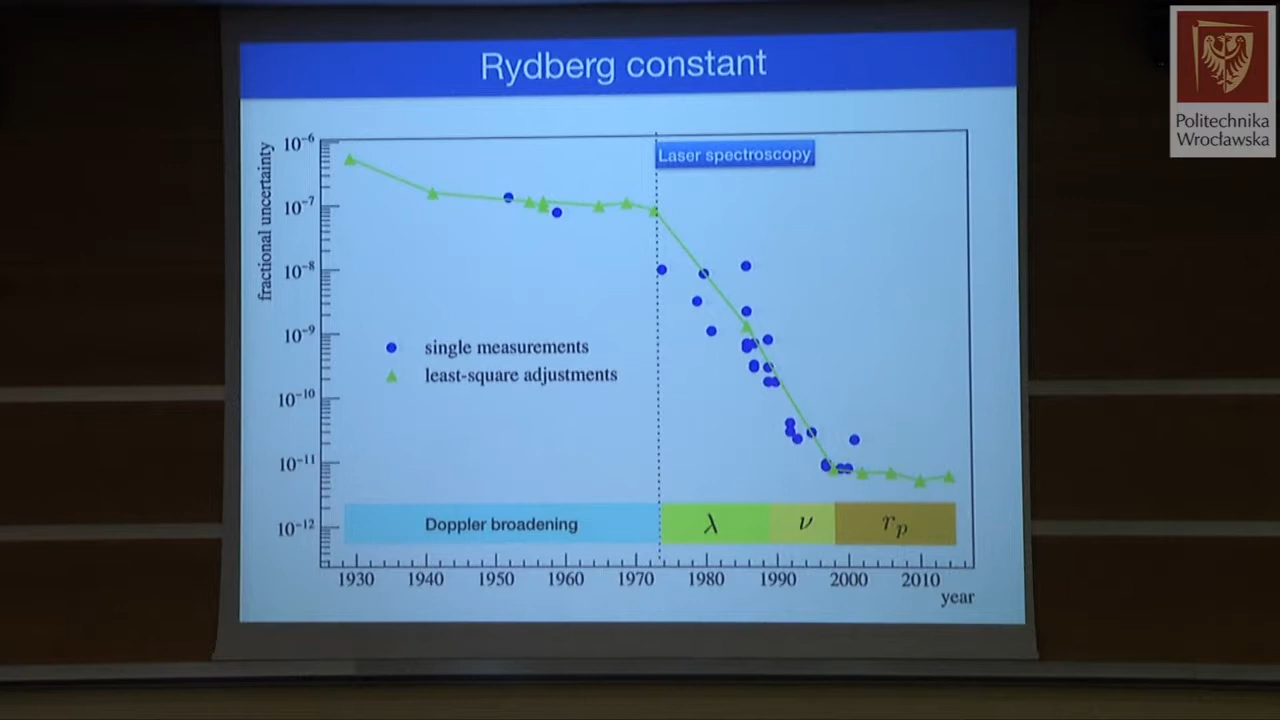 Rydberg constant
Politechnika
Wrocławska
Laser spectroscopy
fractional uncertainty
10⁻⁶
10⁻⁷
10⁻⁸
10⁻⁹
10⁻¹⁰
10⁻¹¹
10⁻¹²
single measurements
least-square adjustments
Doppler broadening
λ
ν
rₚ
1930 1940 1950 1960 1970 1980 1990 2000 2010
year